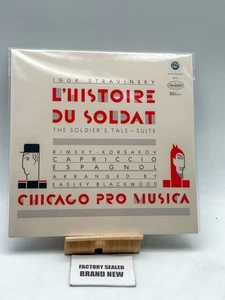 IGOR STRAVINSKY
L'HISTOIRE
DU SOLDAT
THE SOLDIER'S TALE — SUITE
RIMSKY-KORSAKOV
CAPRICCIO
ESPAGNOL
ARRANGED BY
EASLEY BLACKWOOD
CHICAGO PRO MUSICA
FACTORY SEALED
BRAND NEW